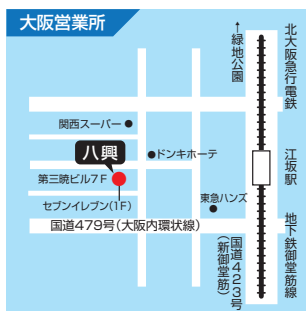 大阪営業所
↑緑地公園
北大阪急行電鉄
関西スーパー
八興
ドンキホーテ
江坂駅
第三暁ビル7F
東急ハンズ
セブンイレブン(1F)
国道479号(大阪内環状線)
国道423号
(新御堂筋)
地下鉄御堂筋線